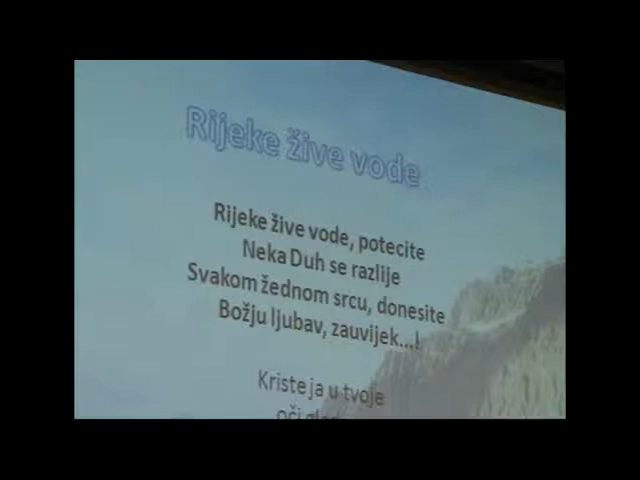 Rijeke žive vode
Rijeke žive vode, potecite
Neka Duh se razlije
Svakom žednom srcu, donesite
Božju ljubav, zauvijek...!
Kriste ja u tvoje
oči